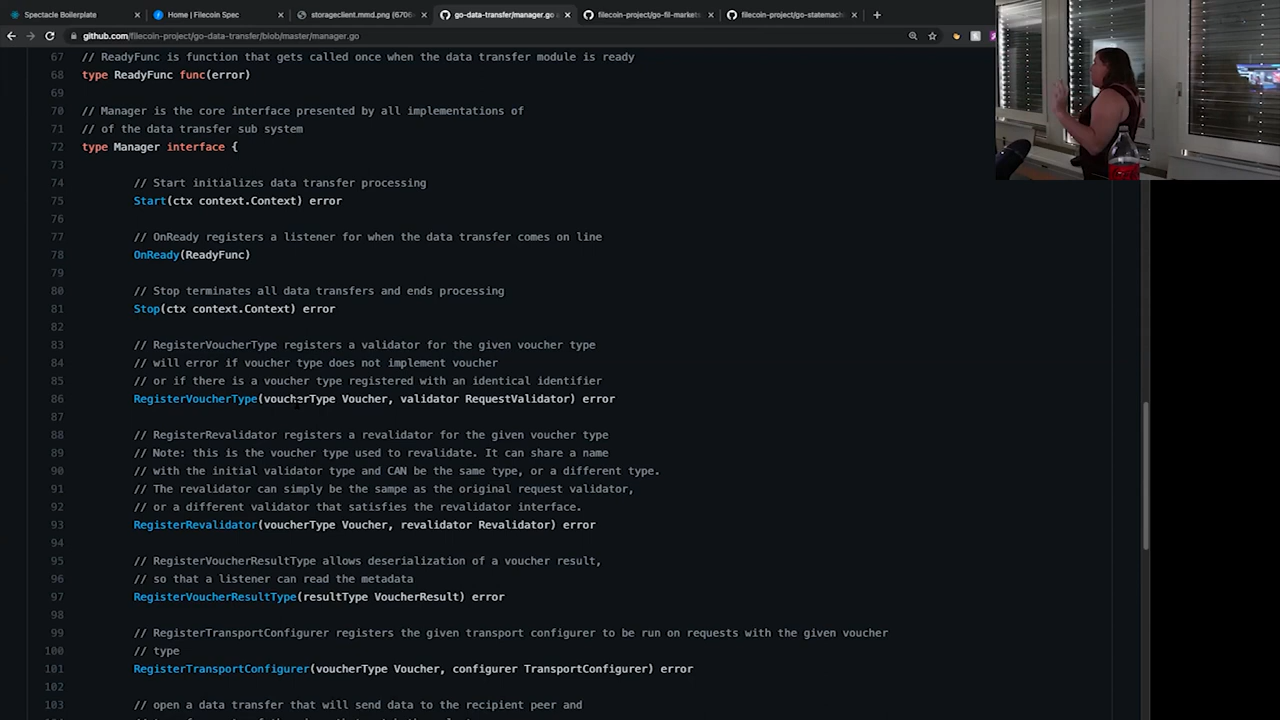 Spectacle Boilerplate
Home | Filecoin Spec
storageclient.mmd.png (6706
go-data-transfer/manager.go
filecoin-project/go-fil-markets
filecoin-project/go-statemachi
github.com/filecoin-project/go-data-transfer/blob/master/manager.go
67 // ReadyFunc is function that gets called once when the data transfer module is ready
68 type ReadyFunc func(error)
69
70 // Manager is the core interface presented by all implementations of
71 // of the data transfer sub system
72 type Manager interface {
73
74 // Start initializes data transfer processing
75 Start(ctx context.Context) error
76
77 // OnReady registers a listener for when the data transfer comes on line
78 OnReady(ReadyFunc)
79
80 // Stop terminates all data transfers and ends processing
81 Stop(ctx context.Context) error
82
83 // RegisterVoucherType registers a validator for the given voucher type
84 // will error if voucher type does not implement voucher
85 // or if there is a voucher type registered with an identical identifier
86 RegisterVoucherType(voucherType Voucher, validator RequestValidator) error
87
88 // RegisterRevalidator registers a revalidator for the given voucher type
89 // Note: this is the voucher type used to revalidate. It can share a name
90 // with the initial validator type and CAN be the same type, or a different type.
91 // The revalidator can simply be the sampe as the original request validator,
92 // or a different validator that satisfies the revalidator interface.
93 RegisterRevalidator(voucherType Voucher, revalidator Revalidator) error
94
95 // RegisterVoucherResultType allows deserialization of a voucher result,
96 // so that a listener can read the metadata
97 RegisterVoucherResultType(resultType VoucherResult) error
98
99 // RegisterTransportConfigurer registers the given transport configurer to be run on requests with the given voucher
100 // type
101 RegisterTransportConfigurer(voucherType Voucher, configurer TransportConfigurer) error
102
103 // open a data transfer that will send data to the recipient peer and